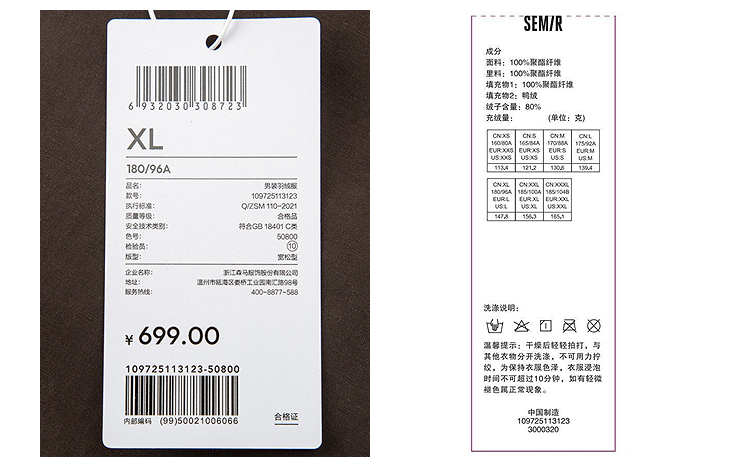 6 932030 308723
XL
180/96A
品名： 男装羽绒服
款号： 109725113123
执行标准： Q/ZSM 110-2021
质量等级： 合格品
安全技术类别： 符合GB 18401 C类
色号： 50800
检验员： 10
版型： 宽松型
企业名称： 浙江森马服饰股份有限公司
地址： 温州市瓯海区娄桥工业园南汇路98号
服务热线： 400-8877-588
¥ 699.00
109725113123-50800
内部编码 (99)50021006066
合格证
SEMIR
成分
面料：100%聚酯纤维
里料：100%聚酯纤维
填充物1：100%聚酯纤维
填充物2：鸭绒
绒子含量：80%
充绒量： (单位：克)
CN:XS CN:S CN:M CN:L
160/80A 165/84A 170/88A 175/92A
EUR:XXS EUR:XS EUR:S EUR:M
US:XXS US:XS US:S US:M
113.4 121.2 130.6 139.4
CN:XL CN:XXL CN:XXXL
180/96A 185/100A 185/104B
EUR:L EUR:XL EUR:XXL
US:L US:XL US:XXL
147.8 156.3 165.1
洗涤说明：
温馨提示：干燥后轻轻拍打，与
其他衣物分开洗涤，不可用力拧
绞，为保持衣服色泽，衣服浸泡
时间不可超过10分钟，如有轻微
褪色属正常现象。
中国制造
109725113123
3000320